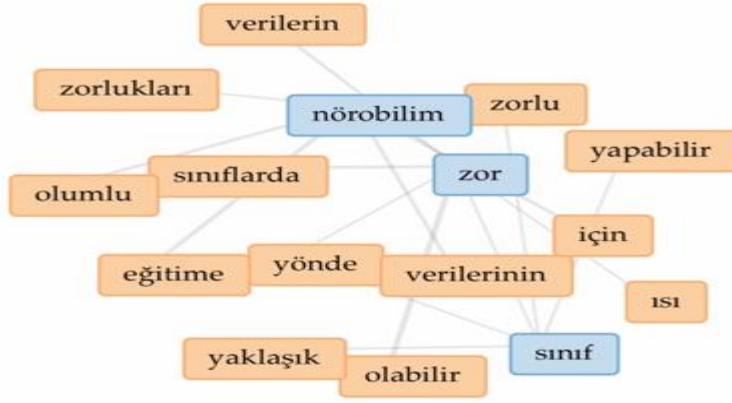 verilerin
zorlukları
nörobilim
zorlu
yapabilir
olumlu
sınıflarda
zor
için
eğitime
yönde
verilerinin
ısı
yaklaşık
olabilir
sınıf